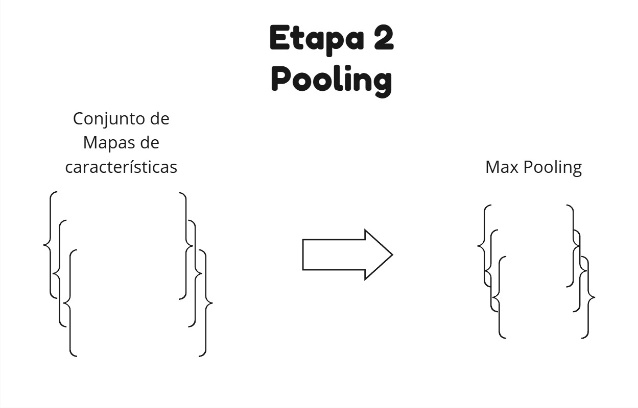 Etapa 2
Pooling
Conjunto de
Mapas de
características
Max Pooling